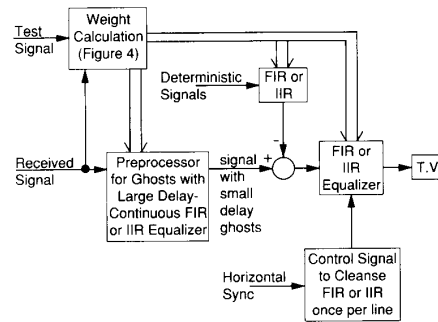 Test
Signal
Weight
Calculation
(Figure 4)
Deterministic
Signals
FIR or
IIR
-
Received
Signal
Preprocessor
for Ghosts with
Large Delay-
Continuous FIR
or IIR Equalizer
signal
with
small
delay
ghosts
+
FIR or
IIR
Equalizer
T.V
Horizontal
Sync
Control Signal
to Cleanse
FIR or IIR
once per line